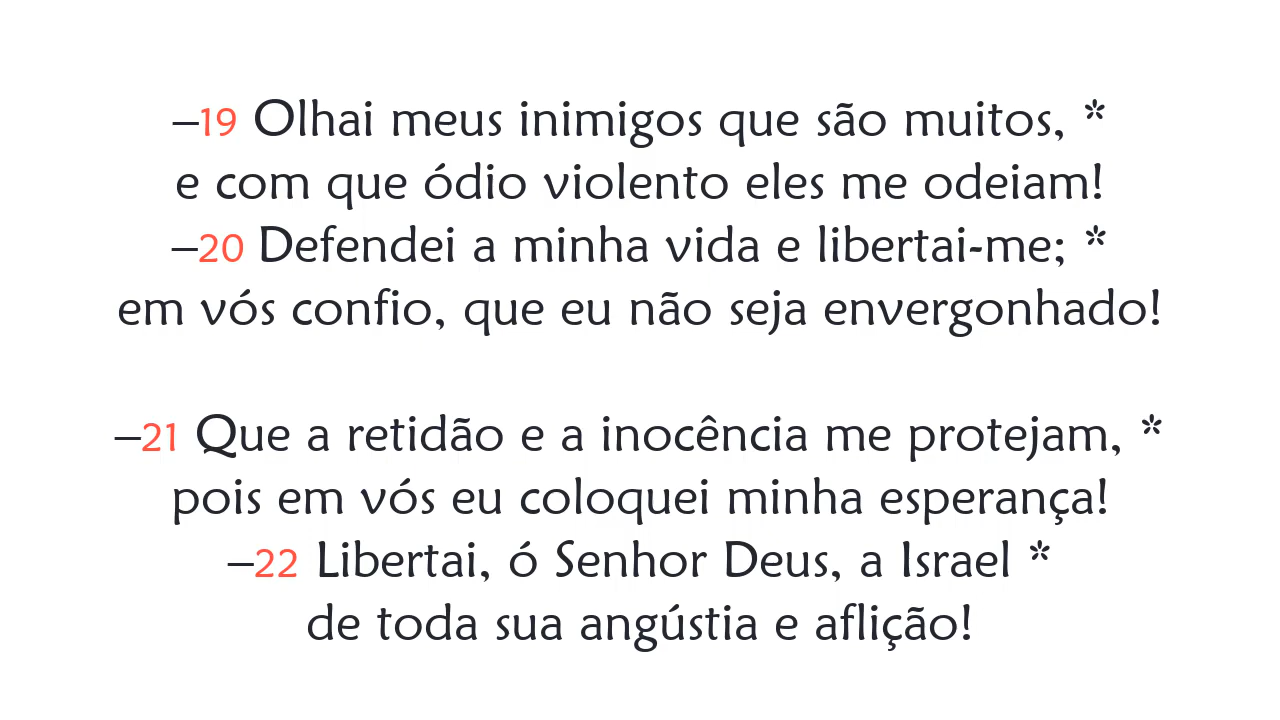 –19 Olhai meus inimigos que são muitos, *
e com que ódio violento eles me odeiam!
–20 Defendei a minha vida e libertai-me; *
em vós confio, que eu não seja envergonhado!
–21 Que a retidão e a inocência me protejam, *
pois em vós eu coloquei minha esperança!
–22 Libertai, ó Senhor Deus, a Israel *
de toda sua angústia e aflição!